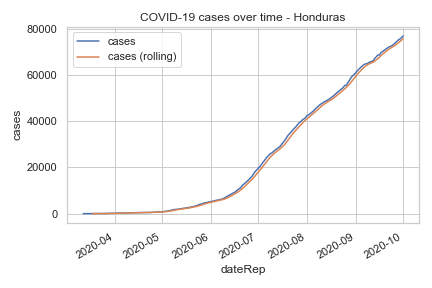 COVID-19 cases over time - Honduras
cases
cases (rolling)
80000
60000
40000
20000
0
cases
2020-04
2020-05
2020-06
2020-07
2020-08
2020-09
2020-10
dateRep